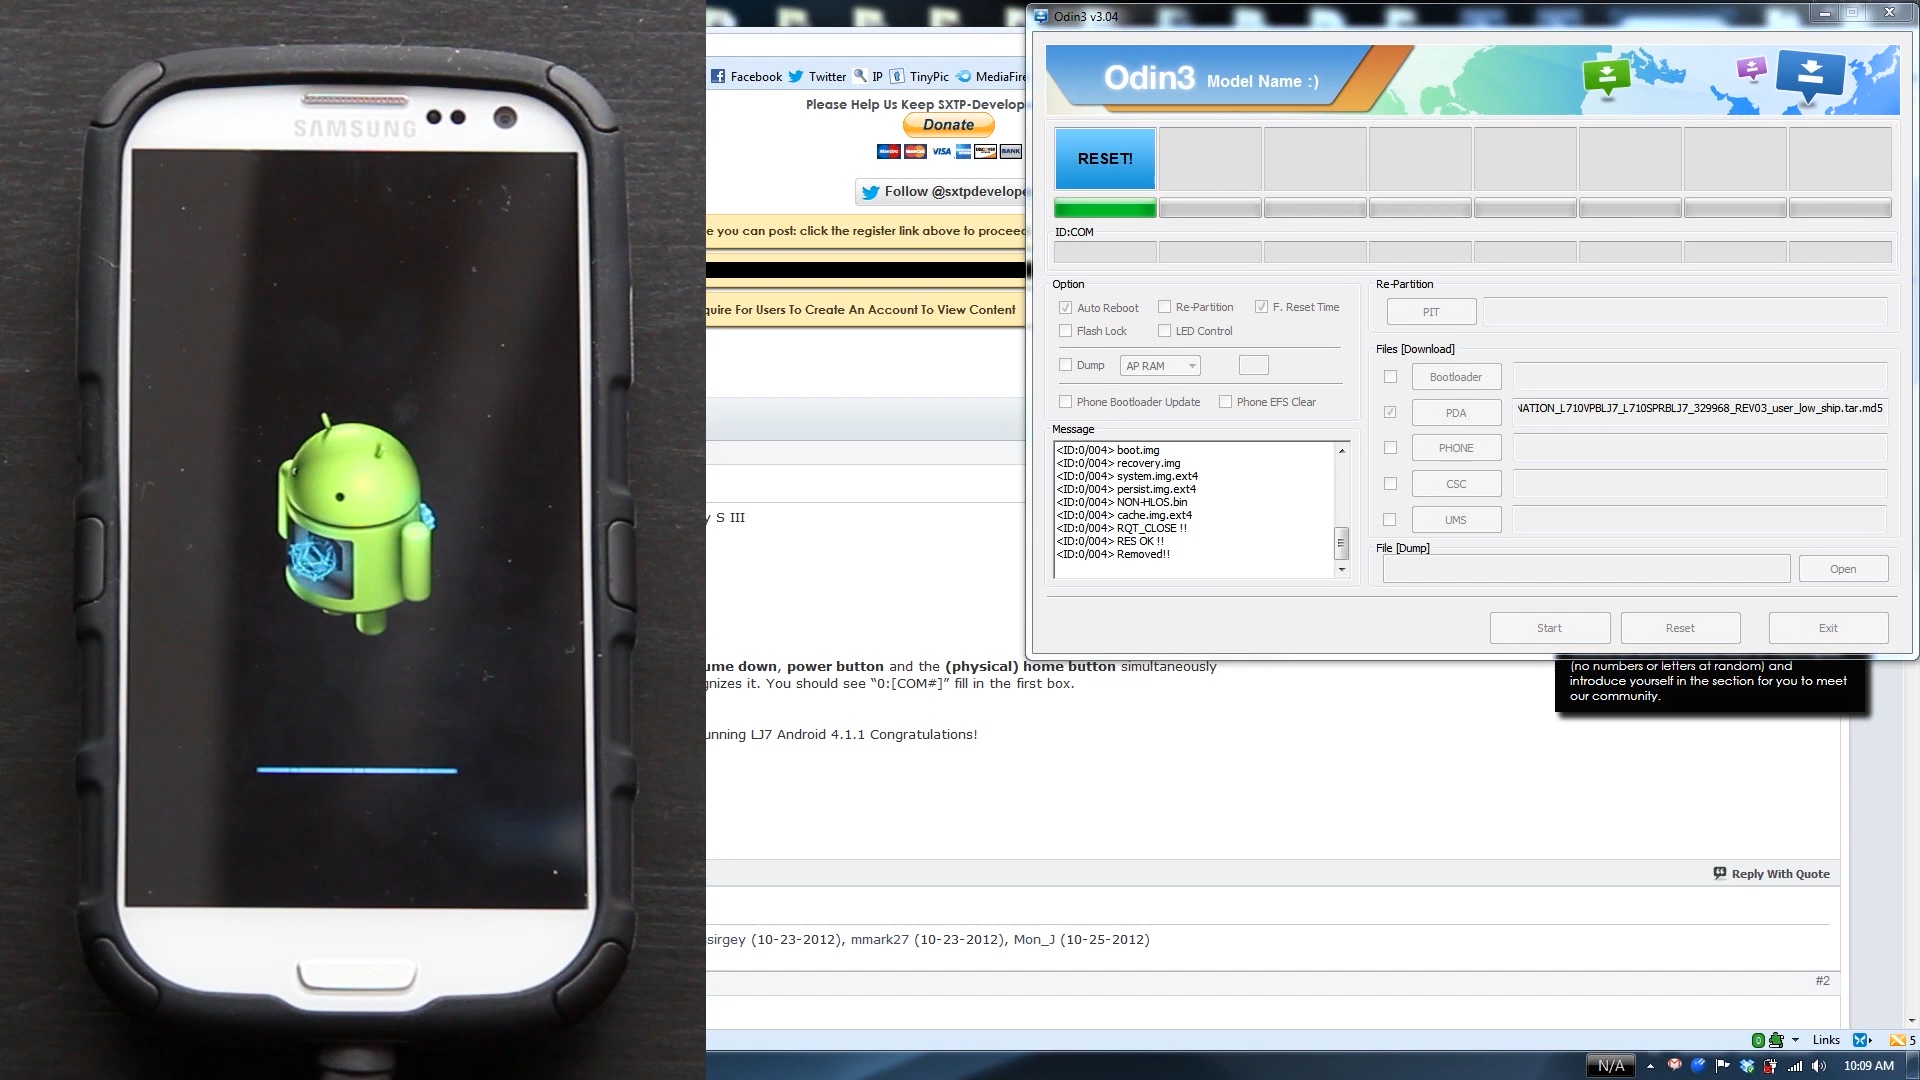 SAMSUNG
Facebook Twitter IP TinyPic MediaFire
Please Help Us Keep SXTP-Develop
Donate
VISA BANK
Follow @sxtpdevelope
e you can post: click the register link above to proceed
quire For Users To Create An Account To View Content
y S III
ume down, power button and the (physical) home button simultaneously
gnizes it. You should see “0:[COM#]” fill in the first box.
unning LJ7 Android 4.1.1 Congratulations!
Reply With Quote
sirgey (10-23-2012), mmark27 (10-23-2012), Mon_J (10-25-2012)
#2
Odin3 v3.04
Odin3 Model Name :)
RESET!
ID:COM
Option
Auto Reboot Re-Partition F. Reset Time
Flash Lock LED Control
Dump AP RAM
Phone Bootloader Update Phone EFS Clear
Message
<ID:0/004> boot.img
<ID:0/004> recovery.img
<ID:0/004> system.img.ext4
<ID:0/004> persist.img.ext4
<ID:0/004> NON-HLOS.bin
<ID:0/004> cache.img.ext4
<ID:0/004> RQT_CLOSE !!
<ID:0/004> RES OK !!
<ID:0/004> Removed!!
Re-Partition
PIT
Files [Download]
Bootloader
PDA NATION_L710VPBLJ7_L710SPRBLJ7_329968_REV03_user_low_ship.tar.md5
PHONE
CSC
UMS
File [Dump]
Open
Start Reset Exit
(no numbers or letters at random) and
introduce yourself in the section for you to meet
our community.
0 Links 5
N/A 10:09 AM